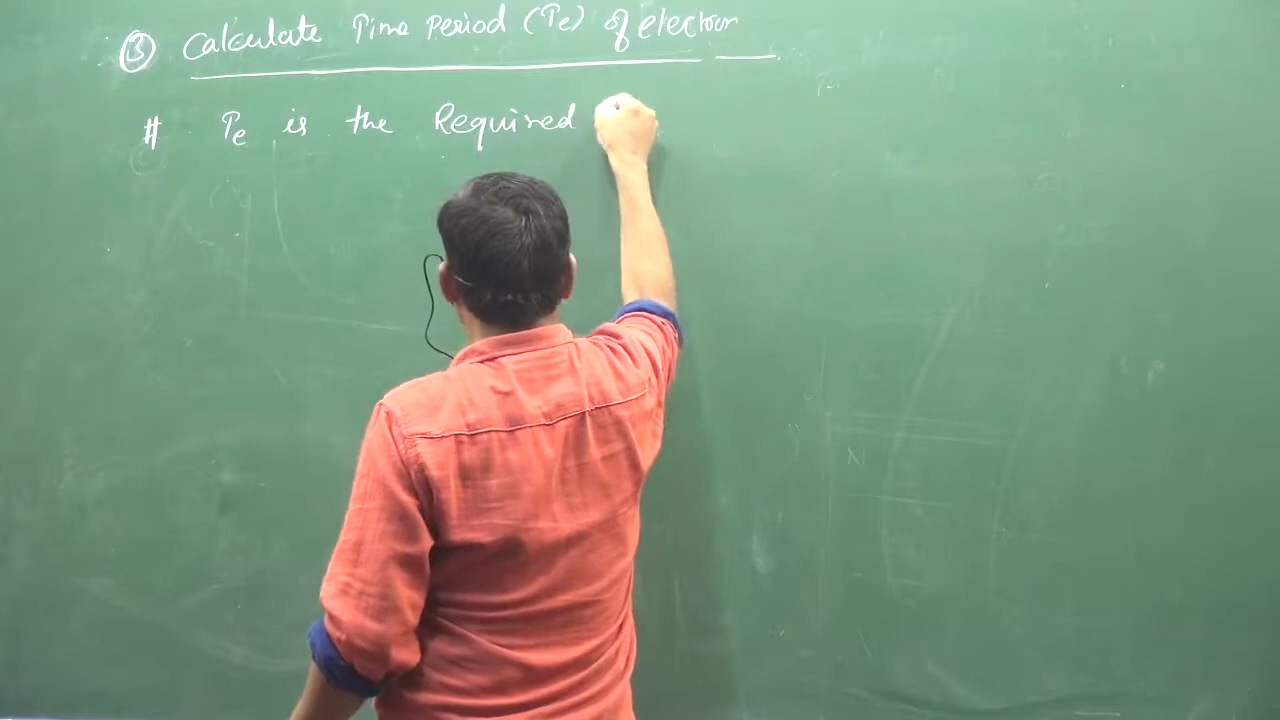 ③ Calculate Time Period (Te) of electron
# Te is the Required